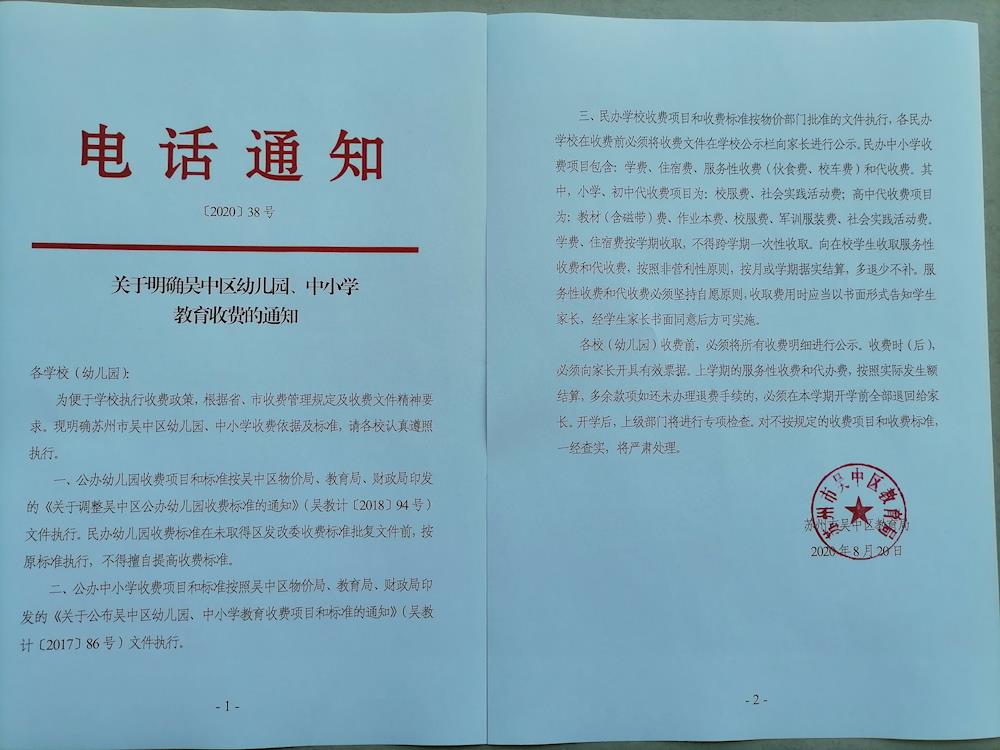 电话通知
〔2020〕38 号
关于明确吴中区幼儿园、中小学
教育收费的通知
各学校（幼儿园）：
为便于学校执行收费政策，根据省、市收费管理规定及收费文件精神要
求。现明确苏州市吴中区幼儿园、中小学收费依据及标准，请各校认真遵照
执行。
一、公办幼儿园收费项目和标准按吴中区物价局、教育局、财政局印发
的《关于调整吴中区公办幼儿园收费标准的通知》（吴教计〔2018〕94 号）
文件执行。民办幼儿园收费标准在未取得区发改委收费标准批复文件前，按
原标准执行，不得擅自提高收费标准。
二、公办中小学收费项目和标准按照吴中区物价局、教育局、财政局印
发的《关于公布吴中区幼儿园、中小学教育收费项目和标准的通知》（吴教
计〔2017〕86 号）文件执行。
- 1 -
三、民办学校收费项目和收费标准按物价部门批准的文件执行，各民办
学校在收费前必须将收费文件在学校公示栏向家长进行公示。民办中小学收
费项目包含：学费、住宿费、服务性收费（伙食费、校车费）和代收费。其
中，小学、初中代收费项目为：校服费、社会实践活动费；高中代收费项目
为：教材（含磁带）费、作业本费、校服费、军训服装费、社会实践活动费。
学费、住宿费按学期收取，不得跨学期一次性收取。向在校学生收取服务性
收费和代收费，按照非营利性原则，按月或学期据实结算，多退少不补。服
务性收费和代收费必须坚持自愿原则，收取费用时应当以书面形式告知学生
家长，经学生家长书面同意后方可实施。
各校（幼儿园）收费前，必须将所有收费明细进行公示。收费时（后），
必须向家长开具有效票据。上学期的服务性收费和代办费，按照实际发生额
结算，多余款项如还未办理退费手续的，必须在本学期开学前全部退回给家
长。开学后，上级部门将进行专项检查。对不按规定的收费项目和收费标准，
一经查实，将严肃处理。
苏州市吴中区教育局
苏州市吴中区教育局
2020 年 8 月 20 日
- 2 -